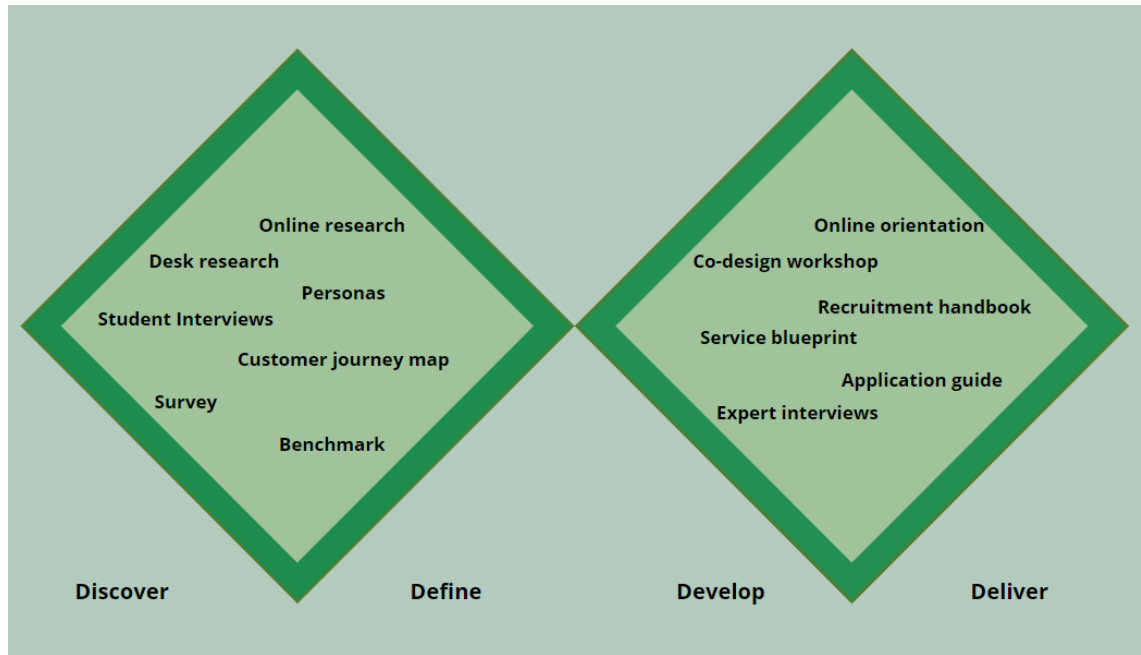 Online research
Desk research
Personas
Student Interviews
Customer journey map
Survey
Benchmark
Online orientation
Co-design workshop
Recruitment handbook
Service blueprint
Application guide
Expert interviews
Discover
Define
Develop
Deliver